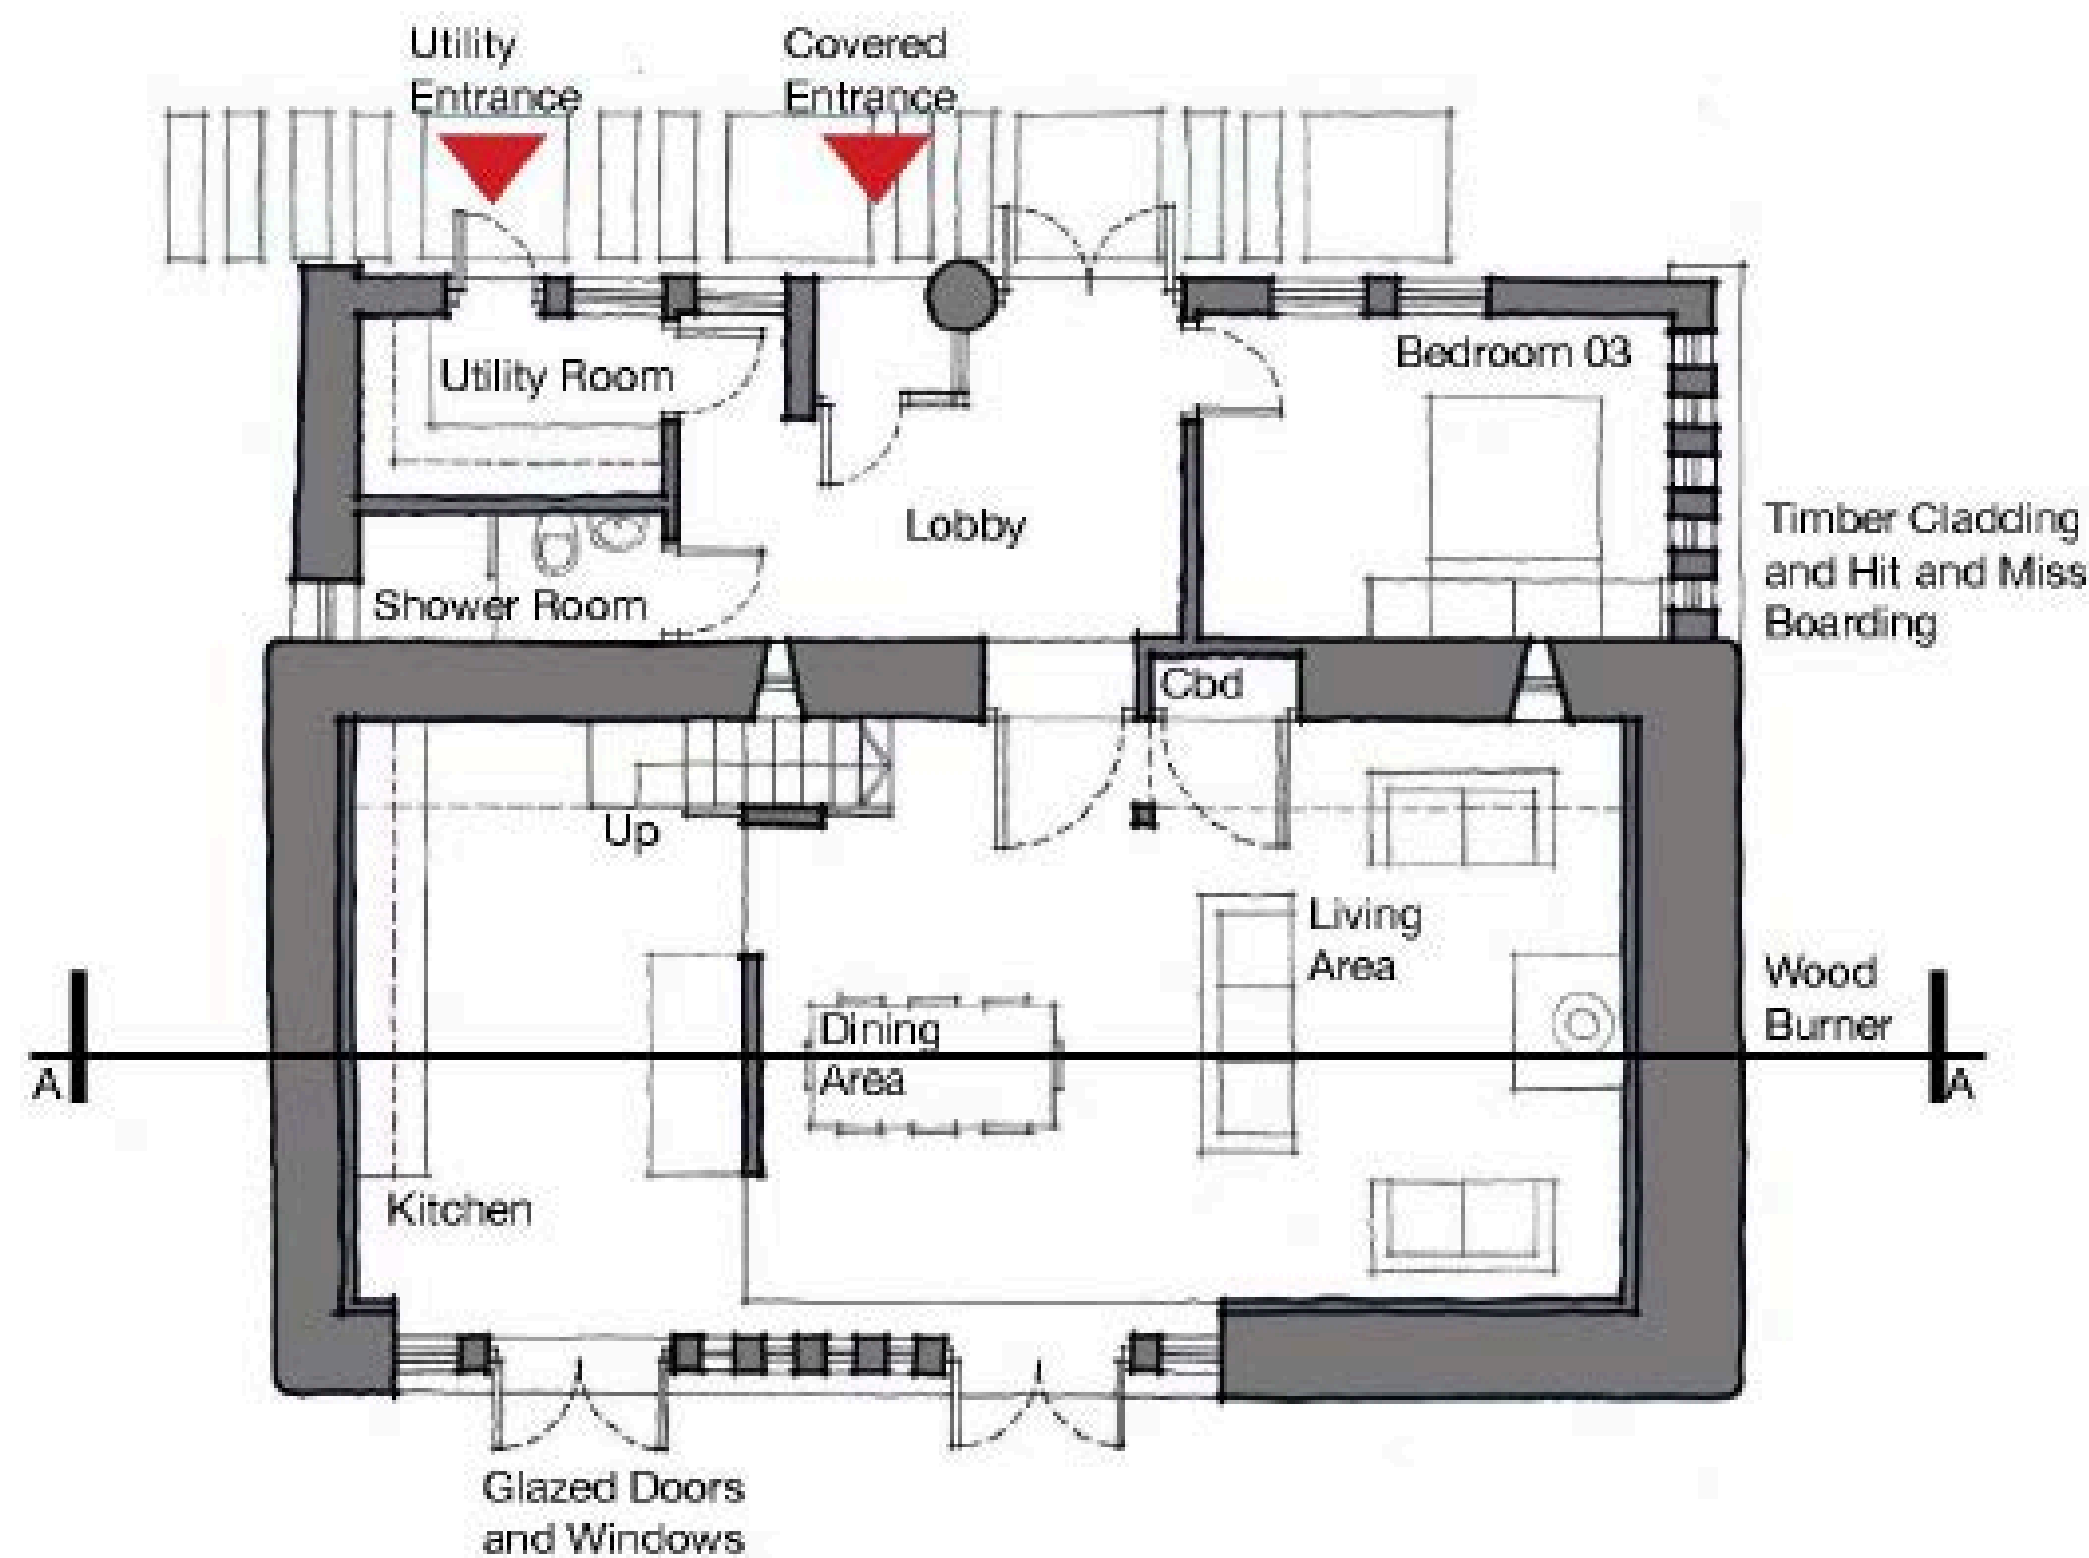 Utility
Entrance
Covered
Entrance
Utility Room
Bedroom 03
Lobby
Timber Cladding
and Hit and Miss
Boarding
Shower Room
Cbd
Up
Living
Area
Wood
Burner
Dining
Area
A
A
Kitchen
Glazed Doors
and Windows